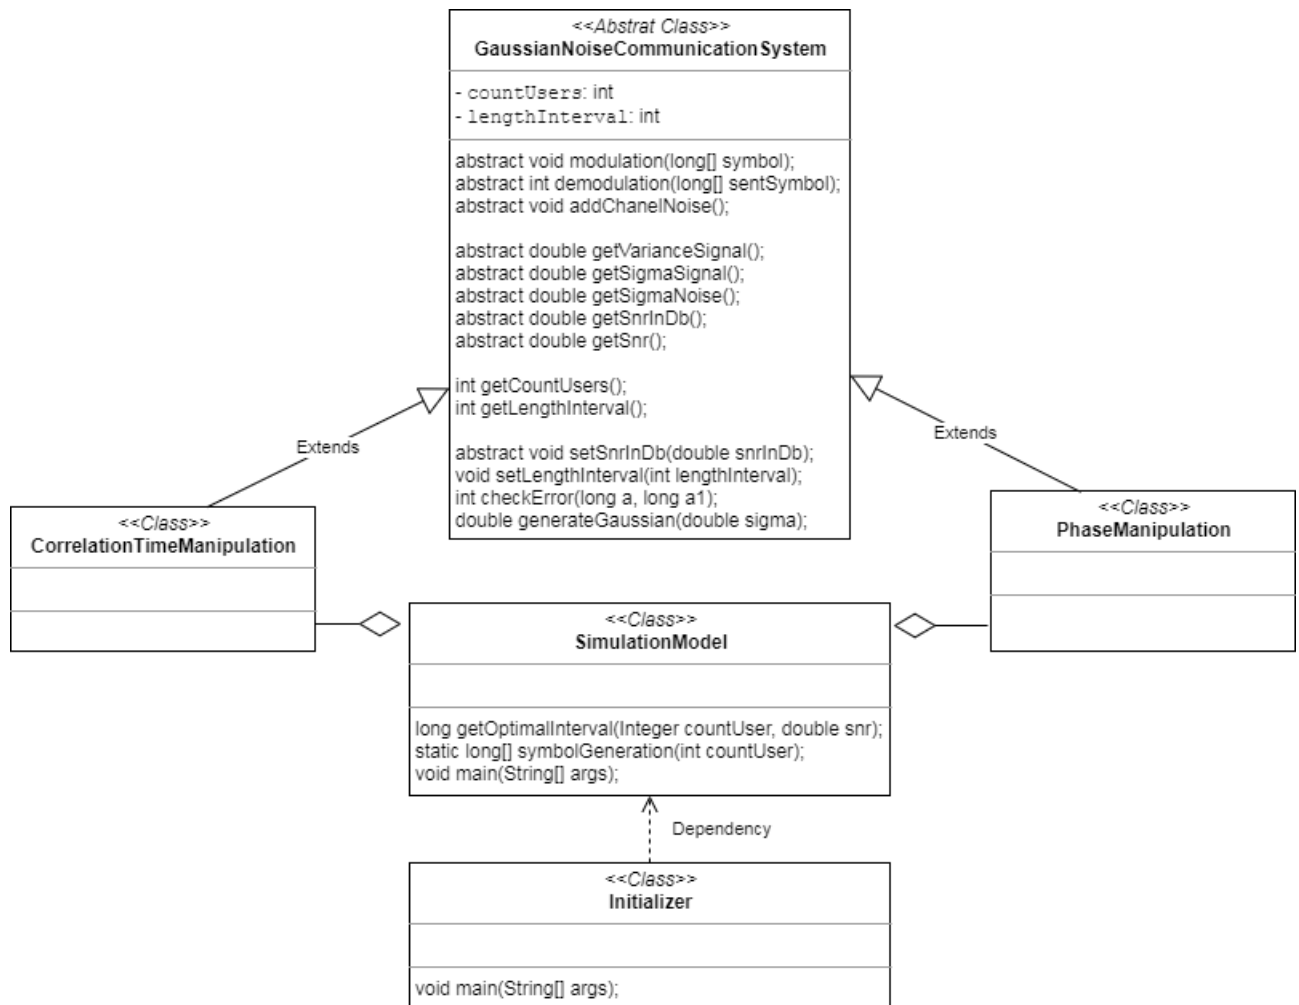 <<Abstrat Class>>
GaussianNoiseCommunicationSystem
- countUsers: int
- lengthInterval: int
abstract void modulation(long[] symbol);
abstract int demodulation(long[] sentSymbol);
abstract void addChanelNoise();
abstract double getVarianceSignal();
abstract double getSigmaSignal();
abstract double getSigmaNoise();
abstract double getSnrInDb();
abstract double getSnr();
int getCountUsers();
int getLengthInterval();
abstract void setSnrInDb(double snrInDb);
void setLengthInterval(int lengthInterval);
int checkError(long a, long a1);
double generateGaussian(double sigma);
Extends
Extends
<<Class>>
CorrelationTimeManipulation
<<Class>>
PhaseManipulation
<<Class>>
SimulationModel
long getOptimalInterval(Integer countUser, double snr);
static long[] symbolGeneration(int countUser);
void main(String[] args);
Dependency
<<Class>>
Initializer
void main(String[] args);